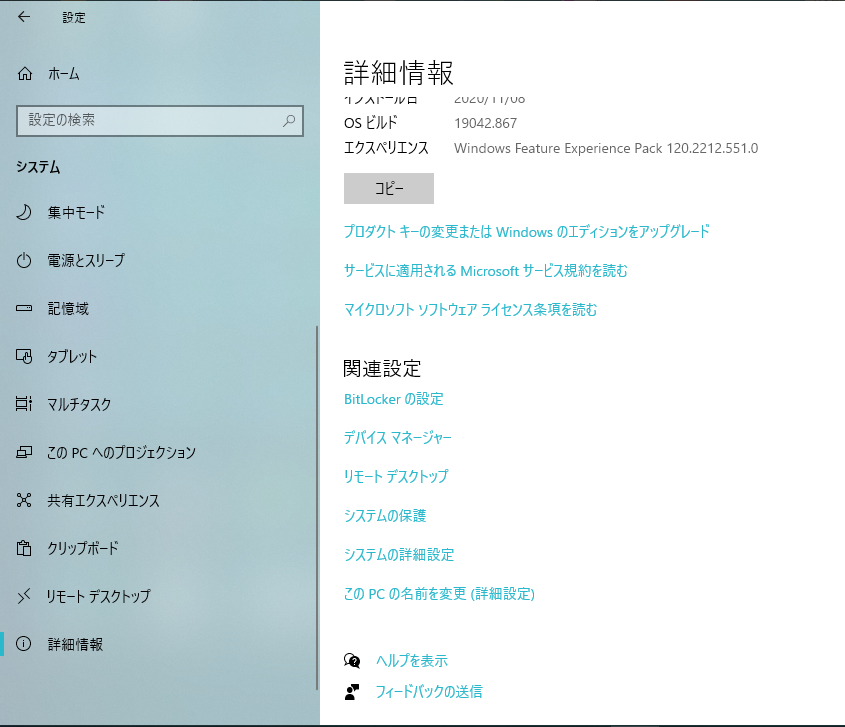 設定
ホーム
設定の検索
システム
集中モード
電源とスリープ
記憶域
タブレット
マルチタスク
この PC へのプロジェクション
共有エクスペリエンス
クリップボード
リモート デスクトップ
詳細情報
詳細情報
インストール日 2020/11/08
OS ビルド 19042.867
エクスペリエンス Windows Feature Experience Pack 120.2212.551.0
コピー
プロダクト キーの変更または Windows のエディションをアップグレード
サービスに適用される Microsoft サービス規約を読む
マイクロソフト ソフトウェア ライセンス条項を読む
関連設定
BitLocker の設定
デバイス マネージャー
リモート デスクトップ
システムの保護
システムの詳細設定
この PC の名前を変更 (詳細設定)
ヘルプを表示
フィードバックの送信